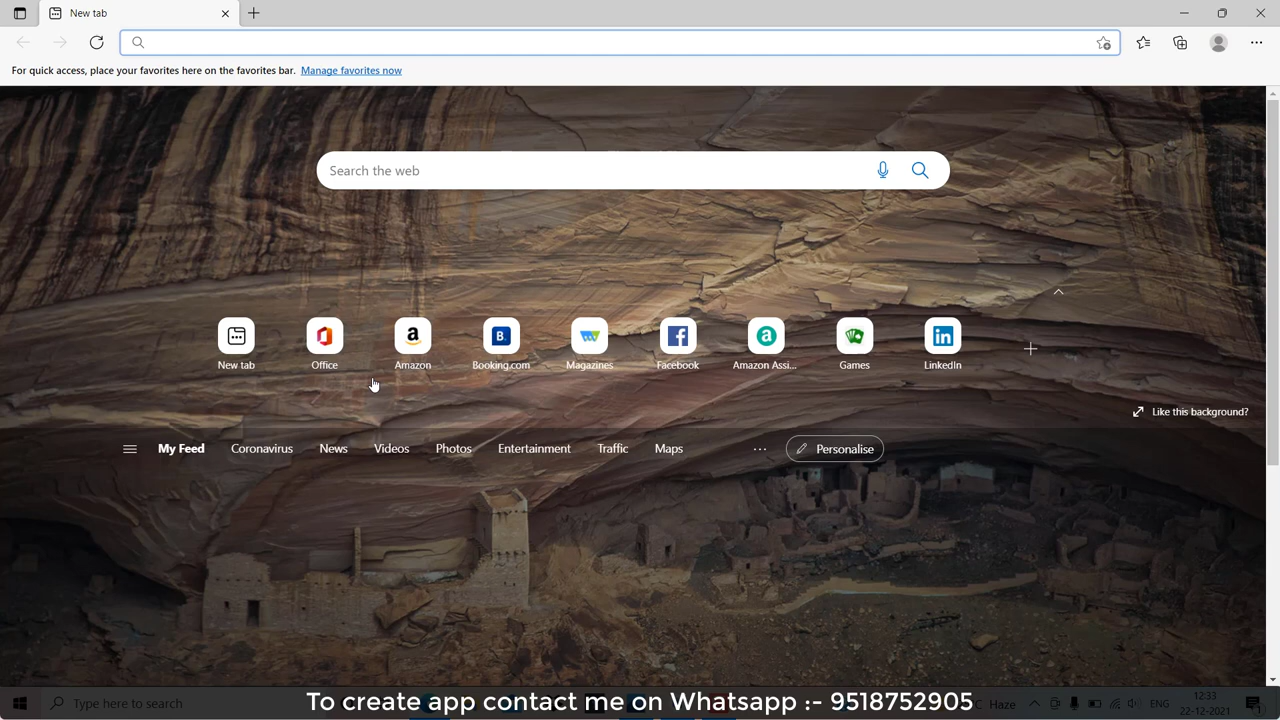 New tab
For quick access, place your favorites here on the favorites bar. Manage favorites now
Search the web
New tab
Office
Amazon
Booking.com
Magazines
Facebook
Amazon Assi...
Games
LinkedIn
Like this background?
My Feed
Coronavirus
News
Videos
Photos
Entertainment
Traffic
Maps
Personalise
Type here to search
To create app contact me on Whatsapp :- 9518752905
Haze
ENG
12:33
22-12-2021